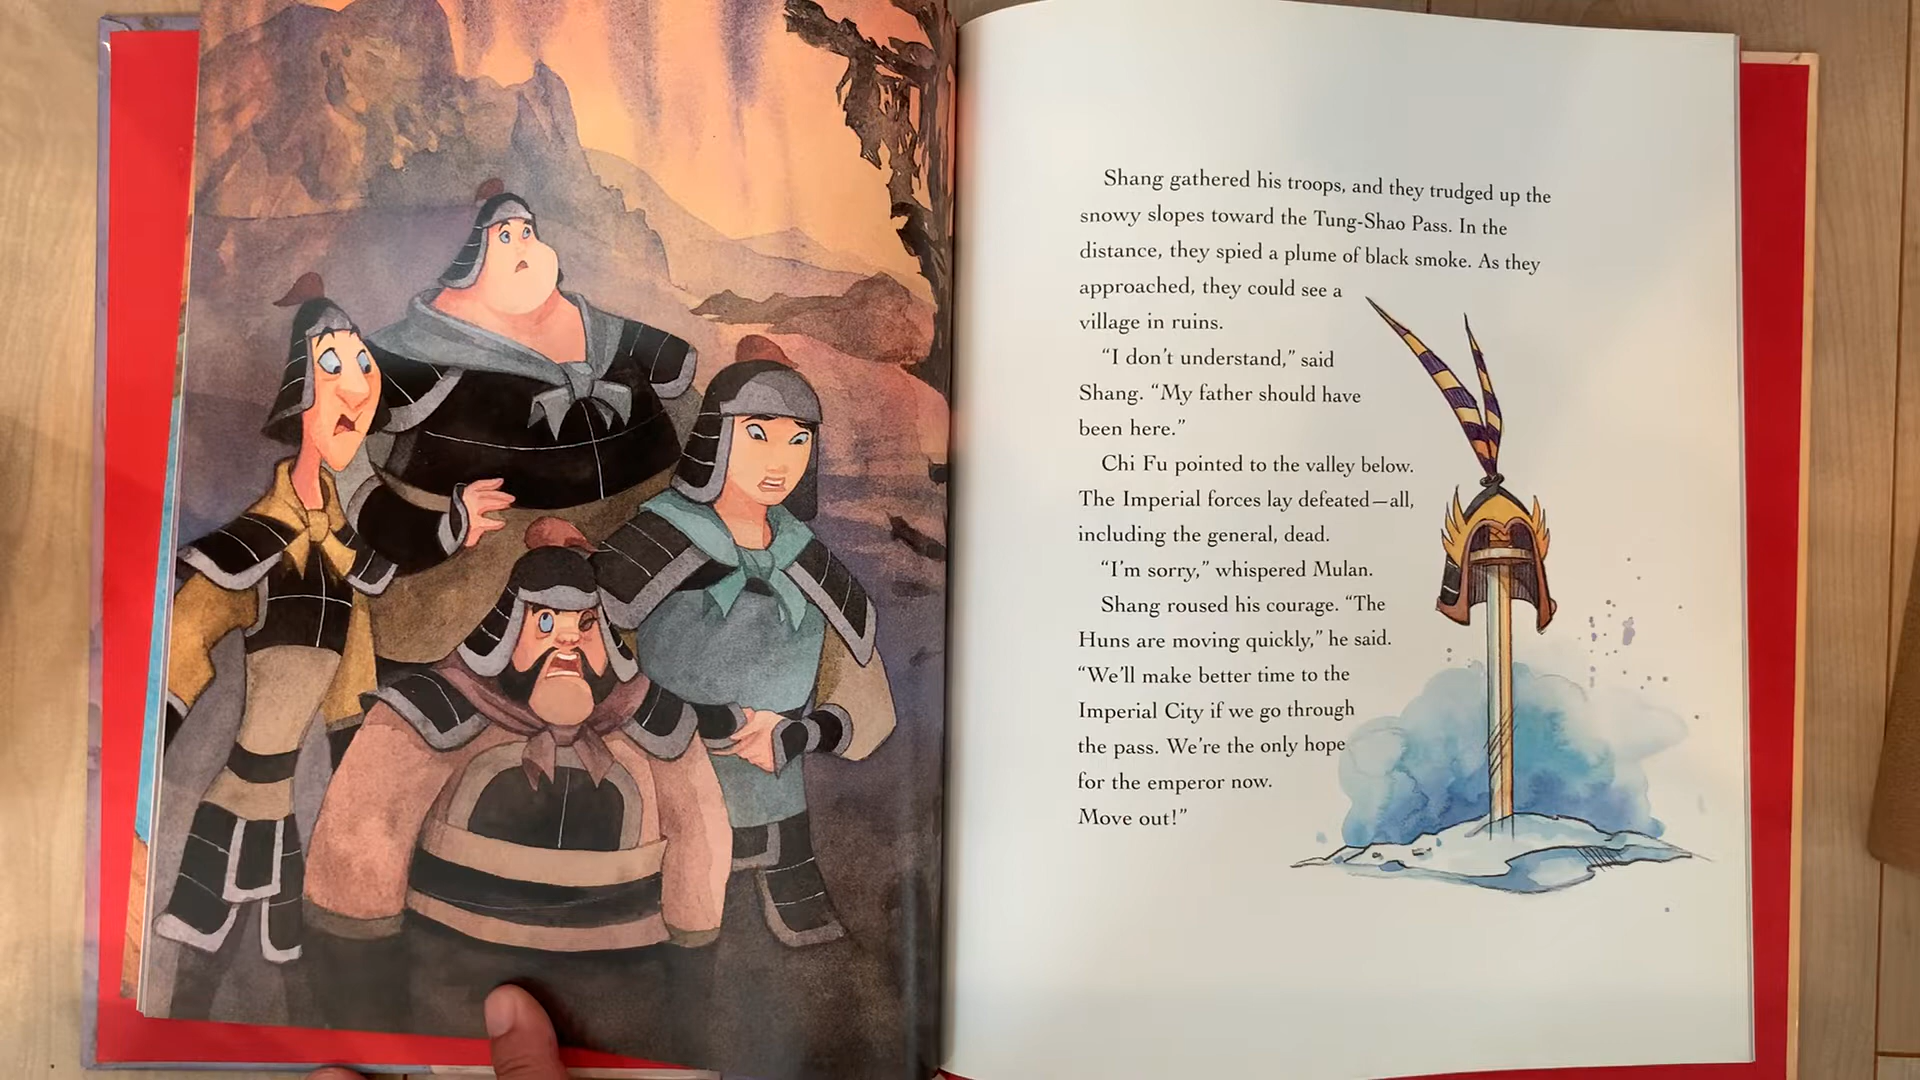 Shang gathered his troops, and they trudged up the
snowy slopes toward the Tung-Shao Pass. In the
distance, they spied a plume of black smoke. As they
approached, they could see a
village in ruins.
“I don’t understand,” said
Shang. “My father should have
been here.”
Chi Fu pointed to the valley below.
The Imperial forces lay defeated—all,
including the general, dead.
“I’m sorry,” whispered Mulan.
Shang roused his courage. “The
Huns are moving quickly,” he said.
“We’ll make better time to the
Imperial City if we go through
the pass. We’re the only hope
for the emperor now.
Move out!”